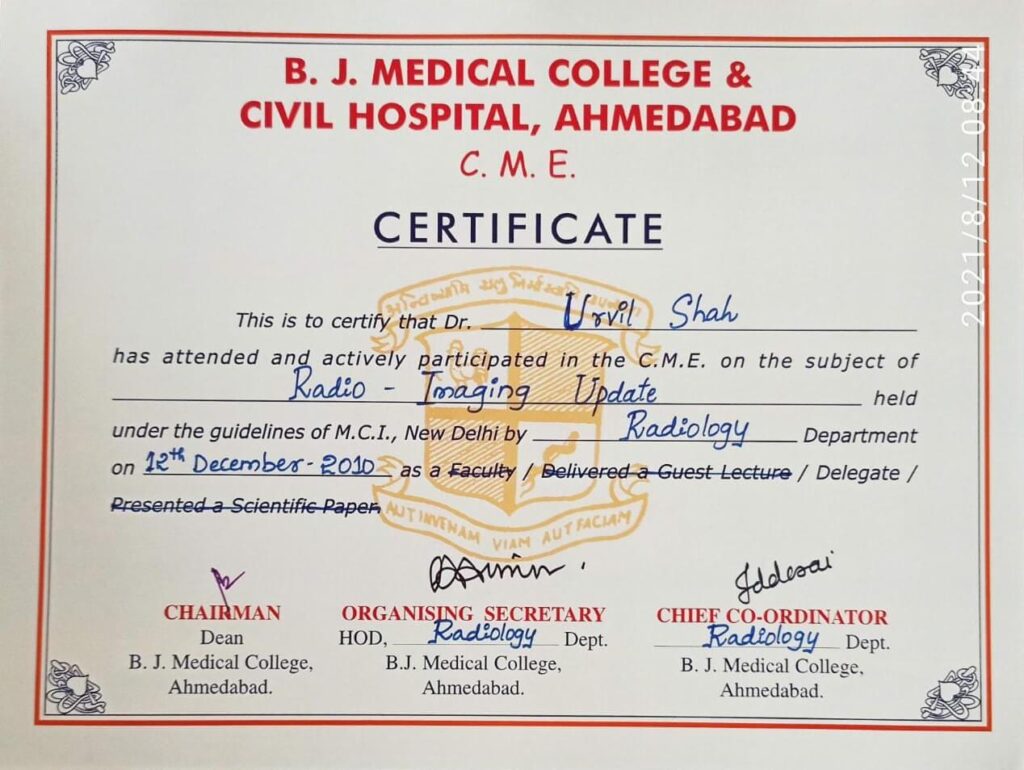 B. J. MEDICAL COLLEGE &
CIVIL HOSPITAL, AHMEDABAD
C. M. E.
CERTIFICATE
This is to certify that Dr. Urvil Shah
has attended and actively participated in the C.M.E. on the subject of
Radio - Imaging Update held
under the guidelines of M.C.I., New Delhi by Radiology Department
on 12th December-2010 as a Faculty / Delivered a Guest Lecture / Delegate /
Presented a Scientific Paper.
AUT INVENAM VIAM AUT FACIAM
CHAIRMAN
Dean
B. J. Medical College,
Ahmedabad.
ORGANISING SECRETARY
HOD, Radiology Dept.
B.J. Medical College,
Ahmedabad.
CHIEF CO-ORDINATOR
Radiology Dept.
B. J. Medical College,
Ahmedabad.
2021/8/12 08:44